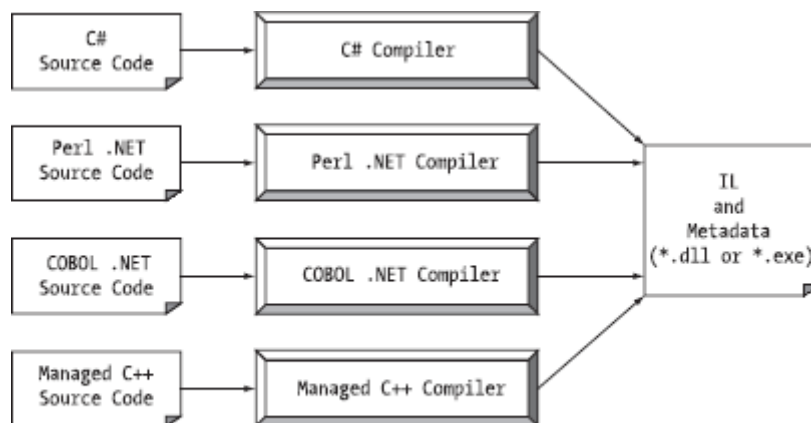 C#
Source Code
C# Compiler
Perl .NET
Source Code
Perl .NET Compiler
IL
and
Metadata
(*.dll or *.exe)
COBOL .NET
Source Code
COBOL .NET Compiler
Managed C++
Source Code
Managed C++ Compiler